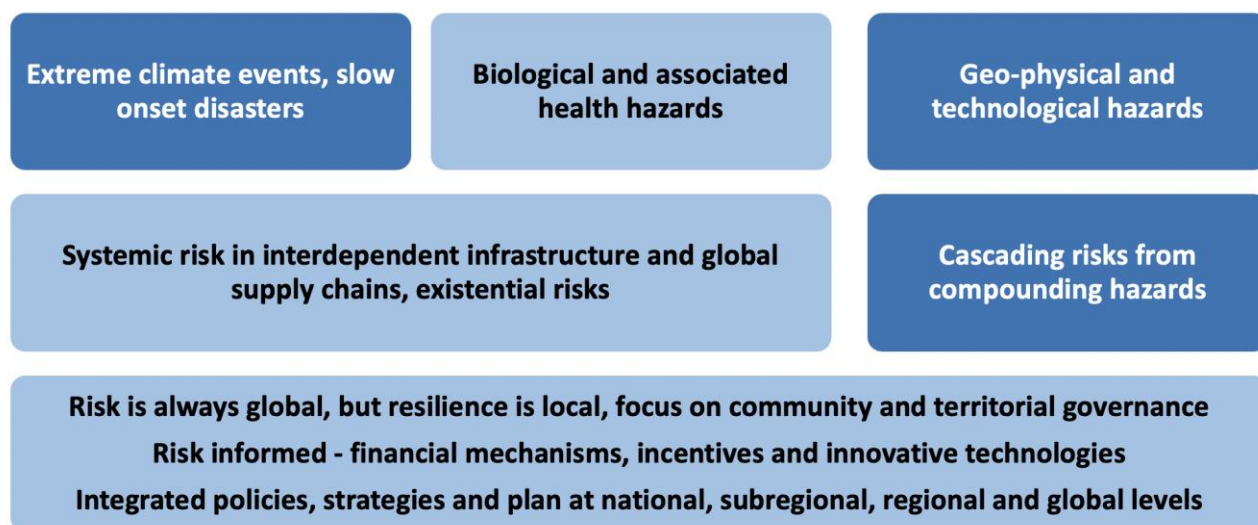 Extreme climate events, slow
onset disasters
Biological and associated
health hazards
Geo-physical and
technological hazards
Systemic risk in interdependent infrastructure and global
supply chains, existential risks
Cascading risks from
compounding hazards
Risk is always global, but resilience is local, focus on community and territorial governance
Risk informed - financial mechanisms, incentives and innovative technologies
Integrated policies, strategies and plan at national, subregional, regional and global levels